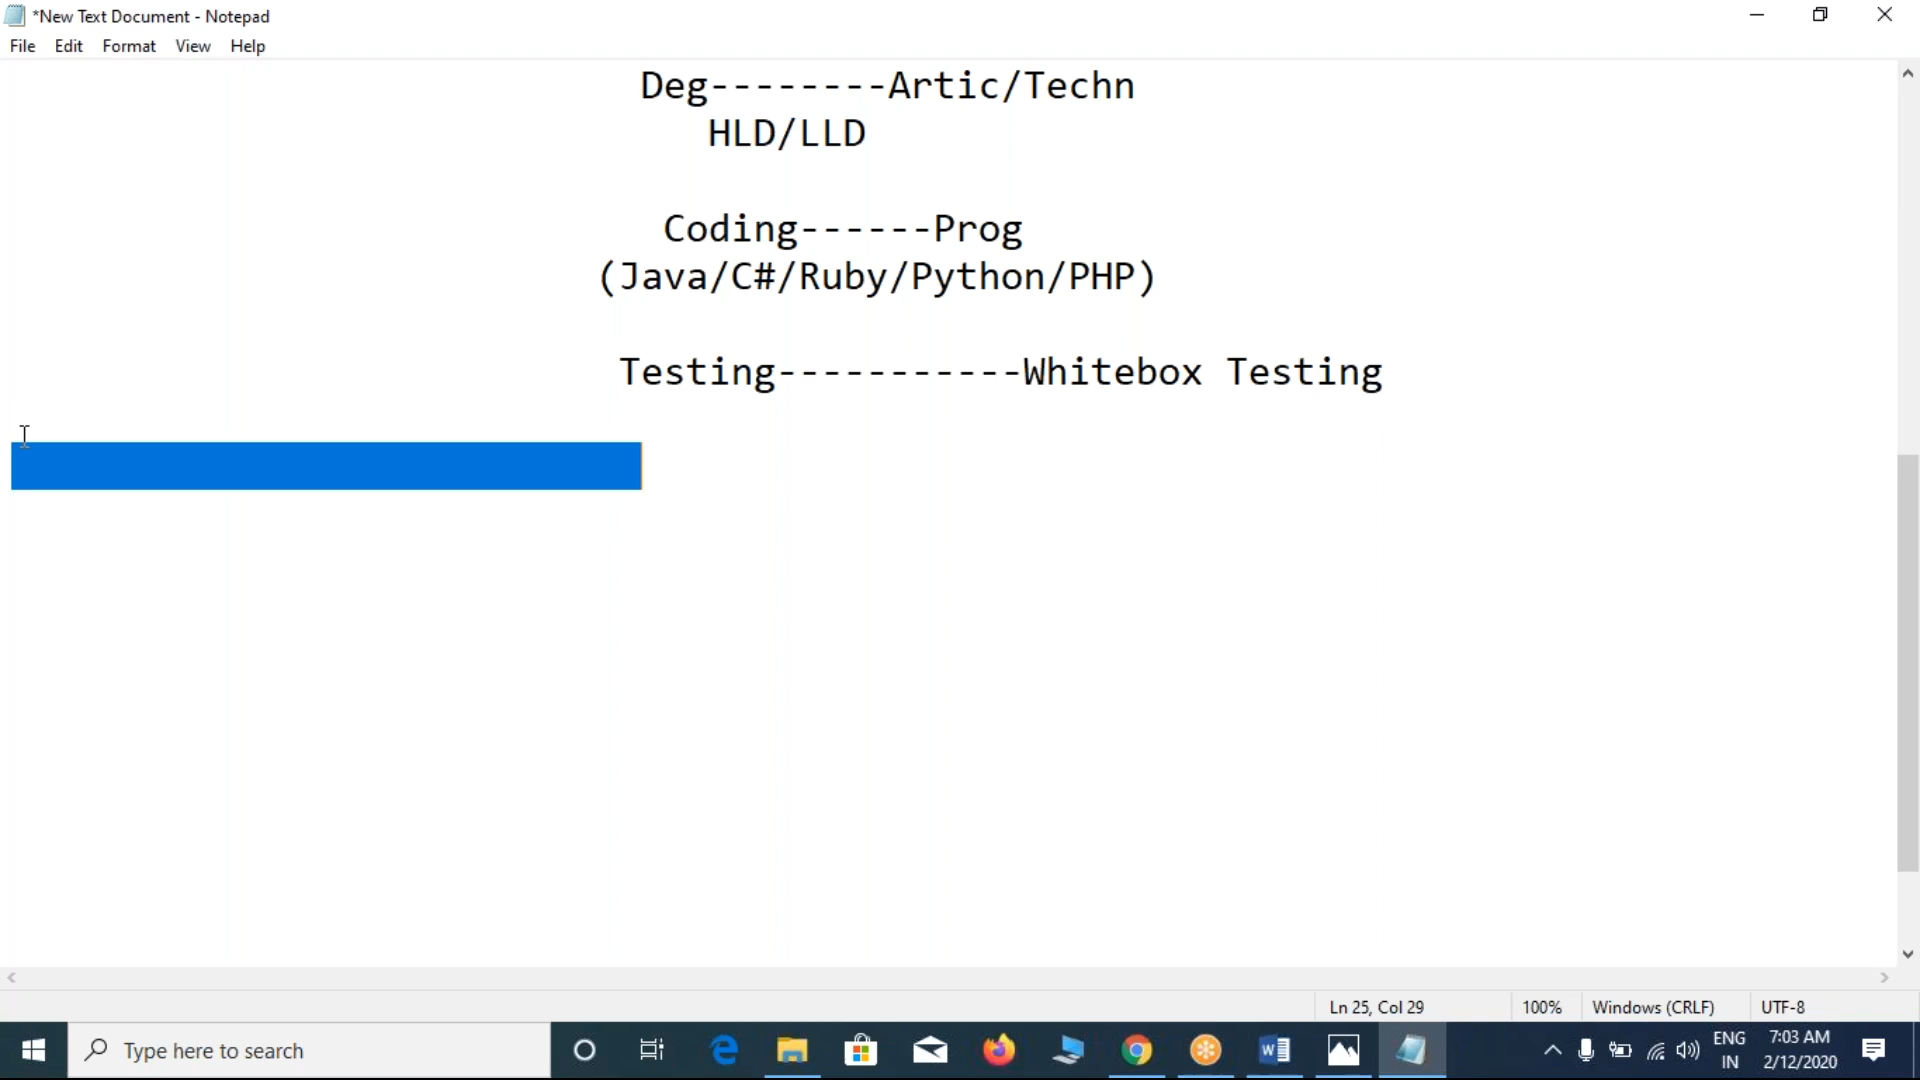 *New Text Document - Notepad
File Edit Format View Help
Deg--------Artic/Techn
HLD/LLD
Coding------Prog
(Java/C#/Ruby/Python/PHP)
Testing-----------Whitebox Testing
Ln 25, Col 29 100% Windows (CRLF) UTF-8
Type here to search
ENG 7:03 AM
IN 2/12/2020